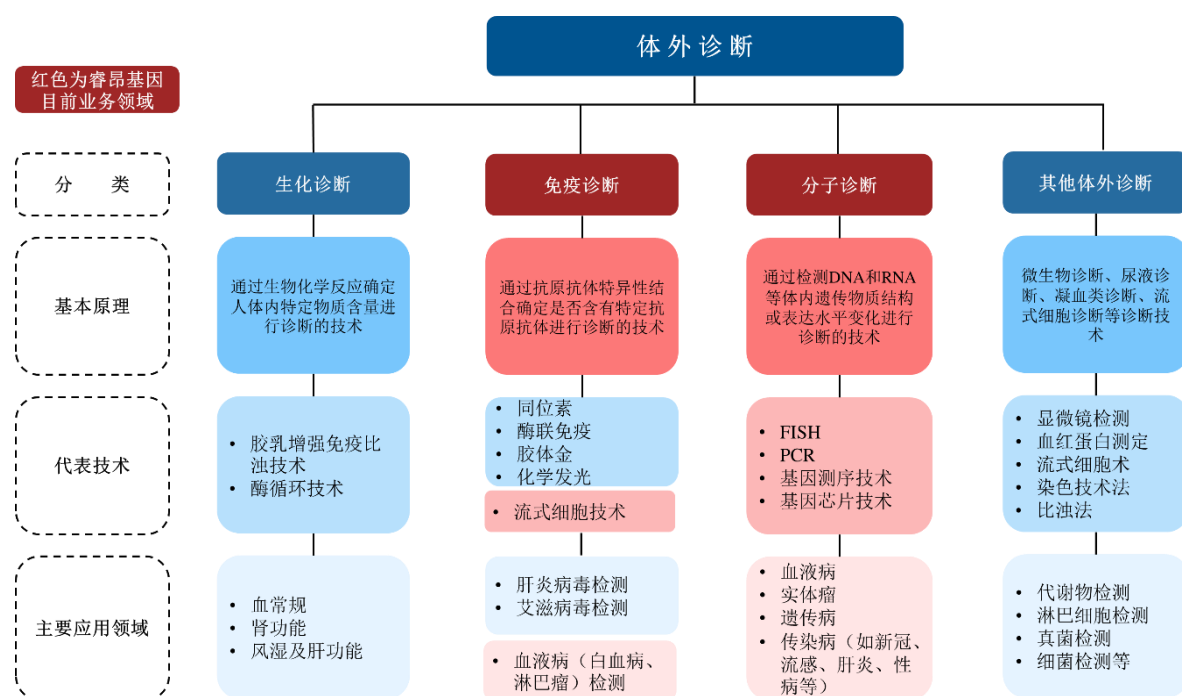 体外诊断
红色为睿昂基因
目前业务领域
分 类
生化诊断
免疫诊断
分子诊断
其他体外诊断
基本原理
通过生物化学反应确定
人体内特定物质含量进
行诊断的技术
通过抗原抗体特异性结
合确定是否含有特定抗
原抗体进行诊断的技术
通过检测DNA和RNA
等体内遗传物质结构
或表达水平变化进行
诊断的技术
微生物诊断、尿液诊
断、凝血类诊断、流
式细胞诊断等诊断技
术
代表技术
• 胶乳增强免疫比
浊技术
• 酶循环技术
• 同位素
• 酶联免疫
• 胶体金
• 化学发光
• 流式细胞技术
• FISH
• PCR
• 基因测序技术
• 基因芯片技术
• 显微镜检测
• 血红蛋白测定
• 流式细胞术
• 染色技术法
• 比浊法
主要应用领域
• 血常规
• 肾功能
• 风湿及肝功能
• 肝炎病毒检测
• 艾滋病毒检测
• 血液病（白血病、
淋巴瘤）检测
• 血液病
• 实体瘤
• 遗传病
• 传染病（如新冠、
流感、肝炎、性
病等）
• 代谢物检测
• 淋巴细胞检测
• 真菌检测
• 细菌检测等